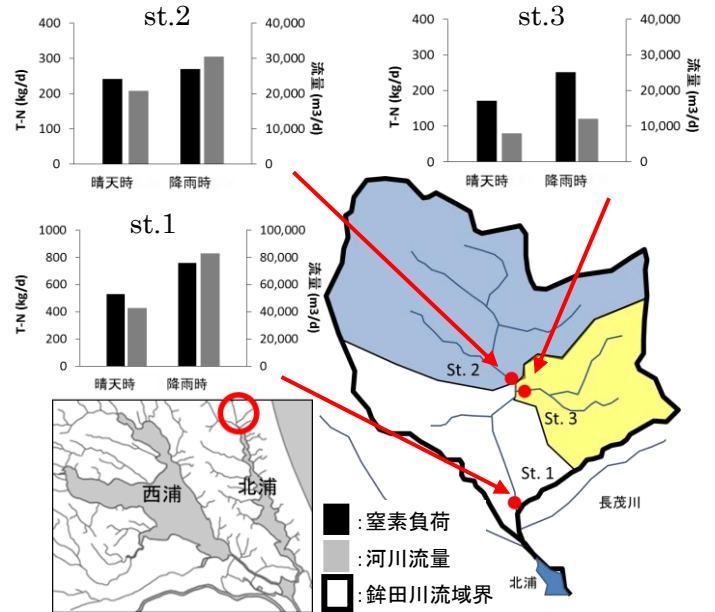 st.2
T-N (kg/d)
400
300
200
100
0
40,000
30,000
20,000
10,000
0
流量 (m3/d)
晴天時
降雨時
st.3
T-N (kg/d)
400
300
200
100
0
40,000
30,000
20,000
10,000
0
流量 (m3/d)
晴天時
降雨時
st.1
T-N (kg/d)
1000
800
600
400
200
0
100,000
80,000
60,000
40,000
20,000
0
流量 (m3/d)
晴天時
降雨時
St. 2
St. 3
St. 1
長茂川
北浦
西浦
北浦
:窒素負荷
:河川流量
:鉾田川流域界